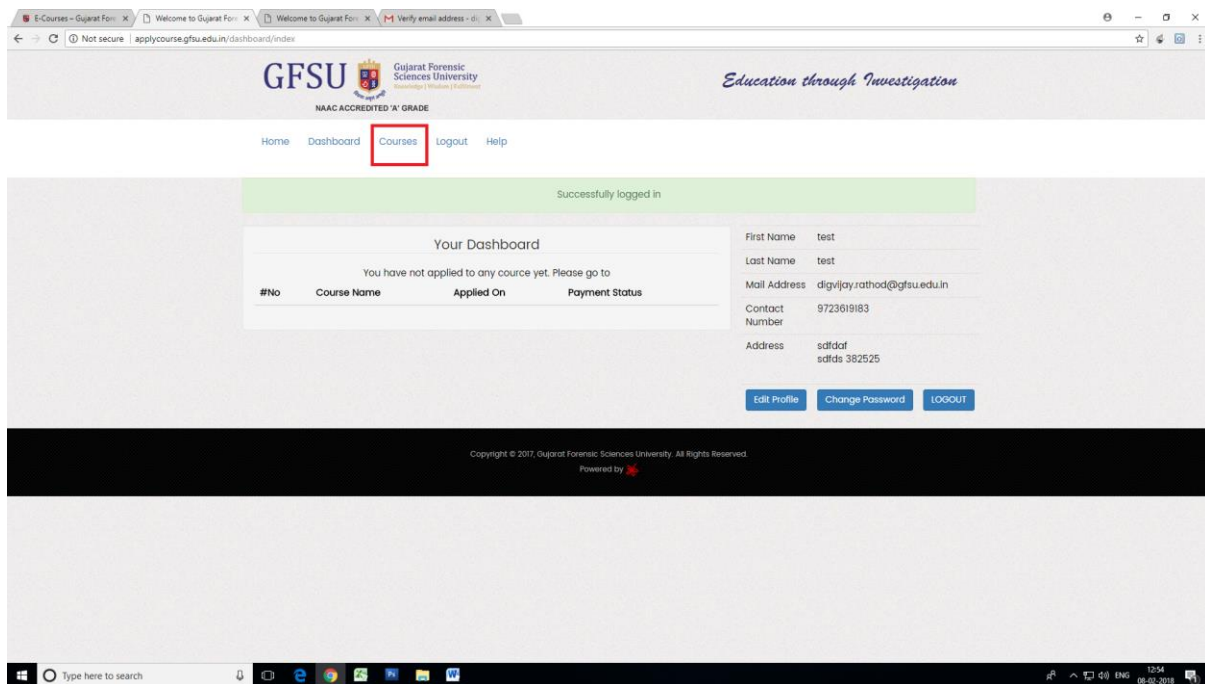 E-Courses – Gujarat Fore
Welcome to Gujarat Fore
Welcome to Gujarat Fore
Verify email address - di
Not secure | applycourse.gfsu.edu.in/dashboard/index
GFSU
Gujarat Forensic
Sciences University
Knowledge | Wisdom | Fulfilment
NAAC ACCREDITED 'A' GRADE
Education through Investigation
Home Dashboard Courses Logout Help
Successfully logged in
Your Dashboard
You have not applied to any cource yet. Please go to
#No Course Name Applied On Payment Status
First Name test
Last Name test
Mail Address digvijay.rathod@gfsu.edu.in
Contact Number 9723619183
Address sdfdaf
sdfds 382525
Edit Profile Change Password LOGOUT
Copyright © 2017, Gujarat Forensic Sciences University. All Rights Reserved.
Powered by
Type here to search
ENG
12:54
08-02-2018